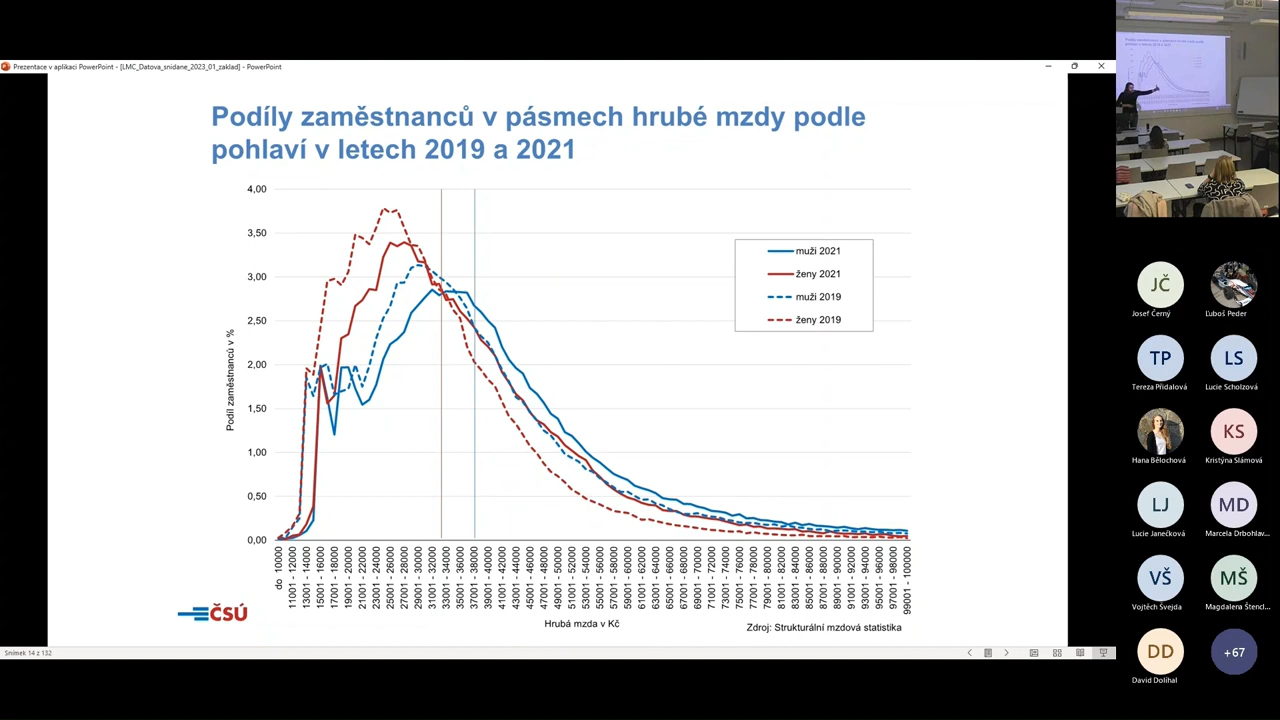 Prezentace v aplikaci PowerPoint - [LMC_Datova_snidane_2023_01_zaklad] - PowerPoint
Podíly zaměstnanců v pásmech hrubé mzdy podle
pohlaví v letech 2019 a 2021
4,00
3,50
3,00
2,50
2,00
1,50
1,00
0,50
0,00
Podíl zaměstnanců v %
muži 2021
ženy 2021
muži 2019
ženy 2019
do 10000
11001 - 12000
13001 - 14000
15001 - 16000
17001 - 18000
19001 - 20000
21001 - 22000
23001 - 24000
25001 - 26000
27001 - 28000
29001 - 30000
31001 - 32000
33001 - 34000
35001 - 36000
37001 - 38000
39001 - 40000
41001 - 42000
43001 - 44000
45001 - 46000
47001 - 48000
49001 - 50000
51001 - 52000
53001 - 54000
55001 - 56000
57001 - 58000
59001 - 60000
61001 - 62000
63001 - 64000
65001 - 66000
67001 - 68000
69001 - 70000
71001 - 72000
73001 - 74000
75001 - 76000
77001 - 78000
79001 - 80000
81001 - 82000
83001 - 84000
85001 - 86000
87001 - 88000
89001 - 90000
91001 - 92000
93001 - 94000
95001 - 96000
97001 - 98000
99001 - 100000
Hrubá mzda v Kč
Zdroj: Strukturální mzdová statistika
ČSÚ
Snímek 14 z 132
JČ
Josef Černý
Ľuboš Peder
TP
Tereza Přidalová
LS
Lucie Scholzová
Hana Bělochová
KS
Kristýna Slámová
LJ
Lucie Janečková
MD
Marcela Drbohlav...
VŠ
Vojtěch Švejda
MŠ
Magdalena Štencl...
DD
David Dolíhal
+67